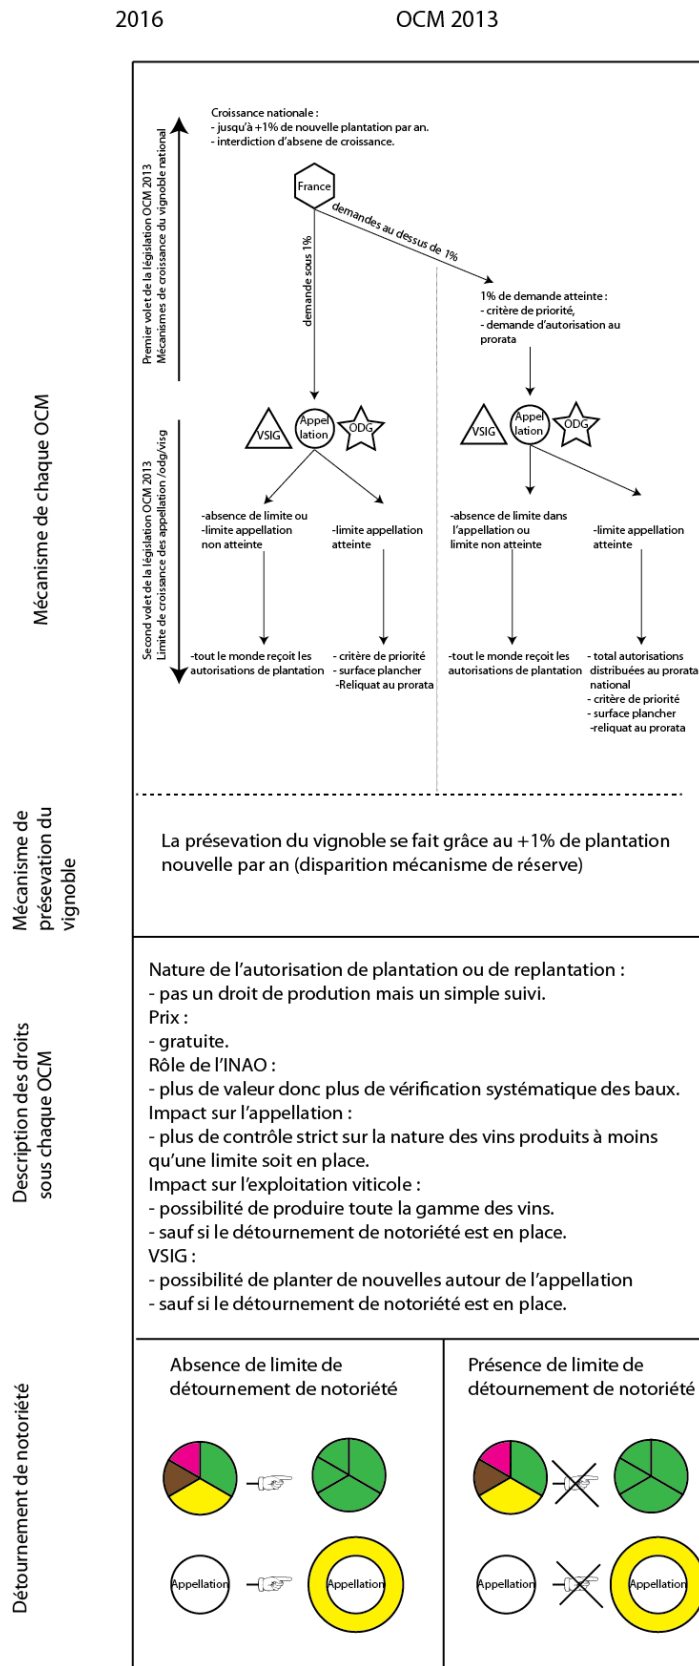 2016
OCM 2013
Croissance nationale :
- jusqu'à +1% de nouvelle plantation par an.
- interdiction d'absene de croissance.
France
demandes au dessus de 1%
demande sous 1%
Premier volet de la législation OCM 2013
Mécanismes de croissance du vignoble national
1% de demande atteinte :
- critère de priorité,
- demande d'autorisation au
prorata
Mécanisme de chaque OCM
Second volet de la législation OCM 2013
Limite de croissance des appellation /odg/visg
VSIG
Appel
lation
ODG
VSIG
Appel
lation
ODG
-absence de limite ou
-limite appellation
non atteinte
-limite appellation
atteinte
-absence de limite dans
l'appellation ou
limite non atteinte
-limite appellation
atteinte
-tout le monde reçoit les
autorisations de plantation
- critère de priorité
- surface plancher
-Reliquat au prorata
-tout le monde reçoit les
autorisations de plantation
- total autorisations
distribuées au prorata
national
- critère de priorité
- surface plancher
-reliquat au prorata
Mécanisme de
présevation du
vignoble
La présevation du vignoble se fait grâce au +1% de plantation
nouvelle par an (disparition mécanisme de réserve)
Description des droits
sous chaque OCM
Nature de l'autorisation de plantation ou de replantation :
- pas un droit de prodution mais un simple suivi.
Prix :
- gratuite.
Rôle de l'INAO :
- plus de valeur donc plus de vérification systématique des baux.
Impact sur l'appellation :
- plus de contrôle strict sur la nature des vins produits à moins
qu'une limite soit en place.
Impact sur l'exploitation viticole :
- possibilité de produire toute la gamme des vins.
- sauf si le détournement de notoriété est en place.
VSIG :
- possibilité de planter de nouvelles autour de l'appellation
- sauf si le détournement de notoriété est en place.
Détournement de notoriété
Absence de limite de
détournement de notoriété
Présence de limite de
détournement de notoriété
Appellation
Appellation
Appellation
Appellation